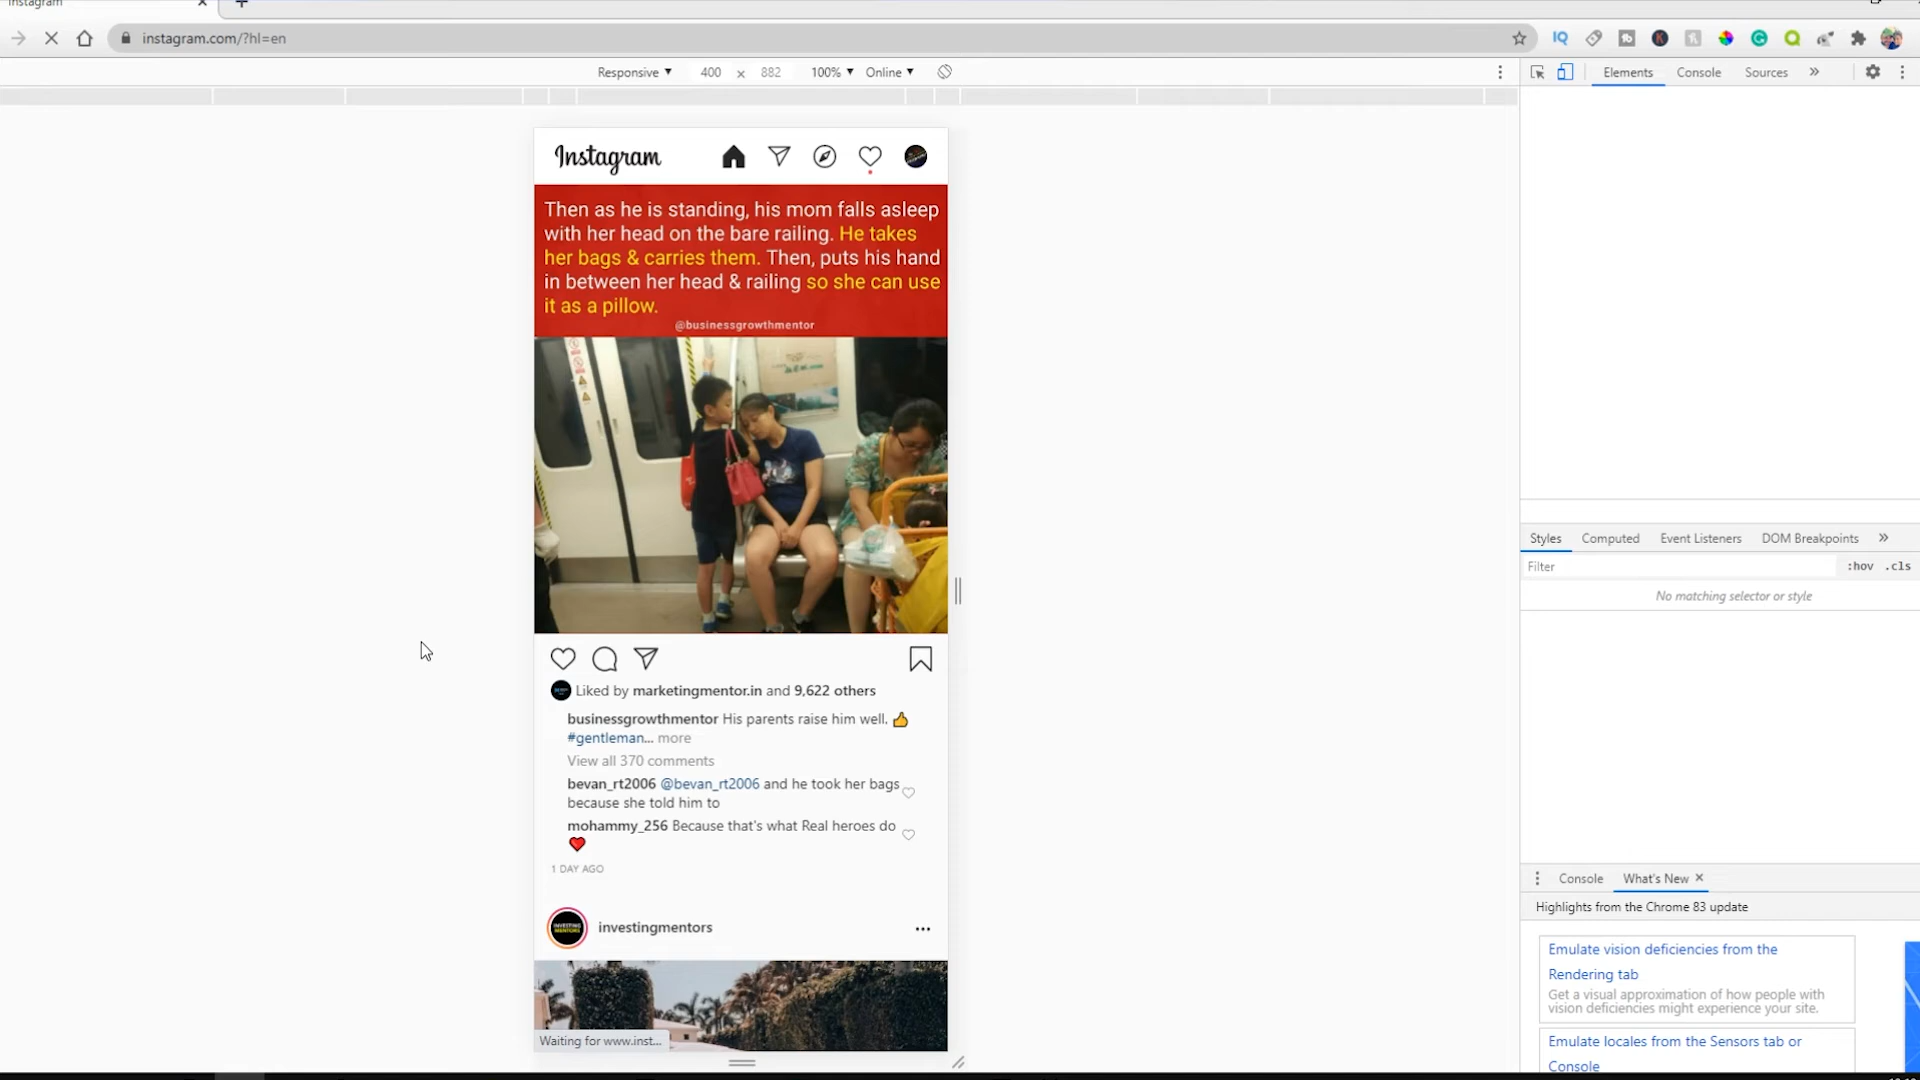 Instagram
instagram.com/?hl=en
Responsive 400 x 882 100% Online
Elements Console Sources
Instagram
Then as he is standing, his mom falls asleep
with her head on the bare railing. He takes
her bags & carries them. Then, puts his hand
in between her head & railing so she can use
it as a pillow.
@businessgrowthmentor
Liked by marketingmentor.in and 9,622 others
businessgrowthmentor His parents raise him well. 👍
#gentleman... more
View all 370 comments
bevan_rt2006 @bevan_rt2006 and he took her bags
because she told him to
mohammy_256 Because that's what Real heroes do
❤️
1 DAY AGO
INVESTING
MENTORS
investingmentors
Waiting for www.inst...
Styles Computed Event Listeners DOM Breakpoints
Filter :hov .cls
No matching selector or style
Console What's New
Highlights from the Chrome 83 update
Emulate vision deficiencies from the
Rendering tab
Get a visual approximation of how people with
vision deficiencies might experience your site.
Emulate locales from the Sensors tab or
Console